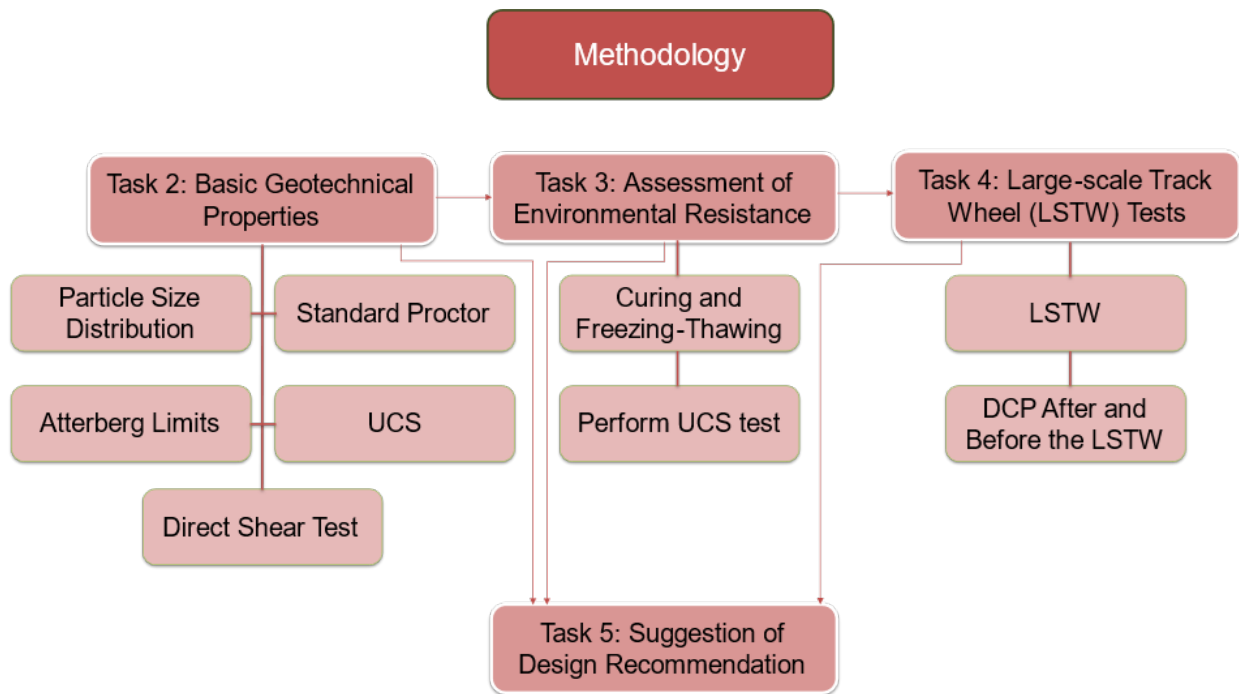 Methodology
Task 2: Basic Geotechnical
Properties
Task 3: Assessment of
Environmental Resistance
Task 4: Large-scale Track
Wheel (LSTW) Tests
Particle Size
Distribution
Standard Proctor
Atterberg Limits
UCS
Direct Shear Test
Curing and
Freezing-Thawing
Perform UCS test
LSTW
DCP After and
Before the LSTW
Task 5: Suggestion of
Design Recommendation